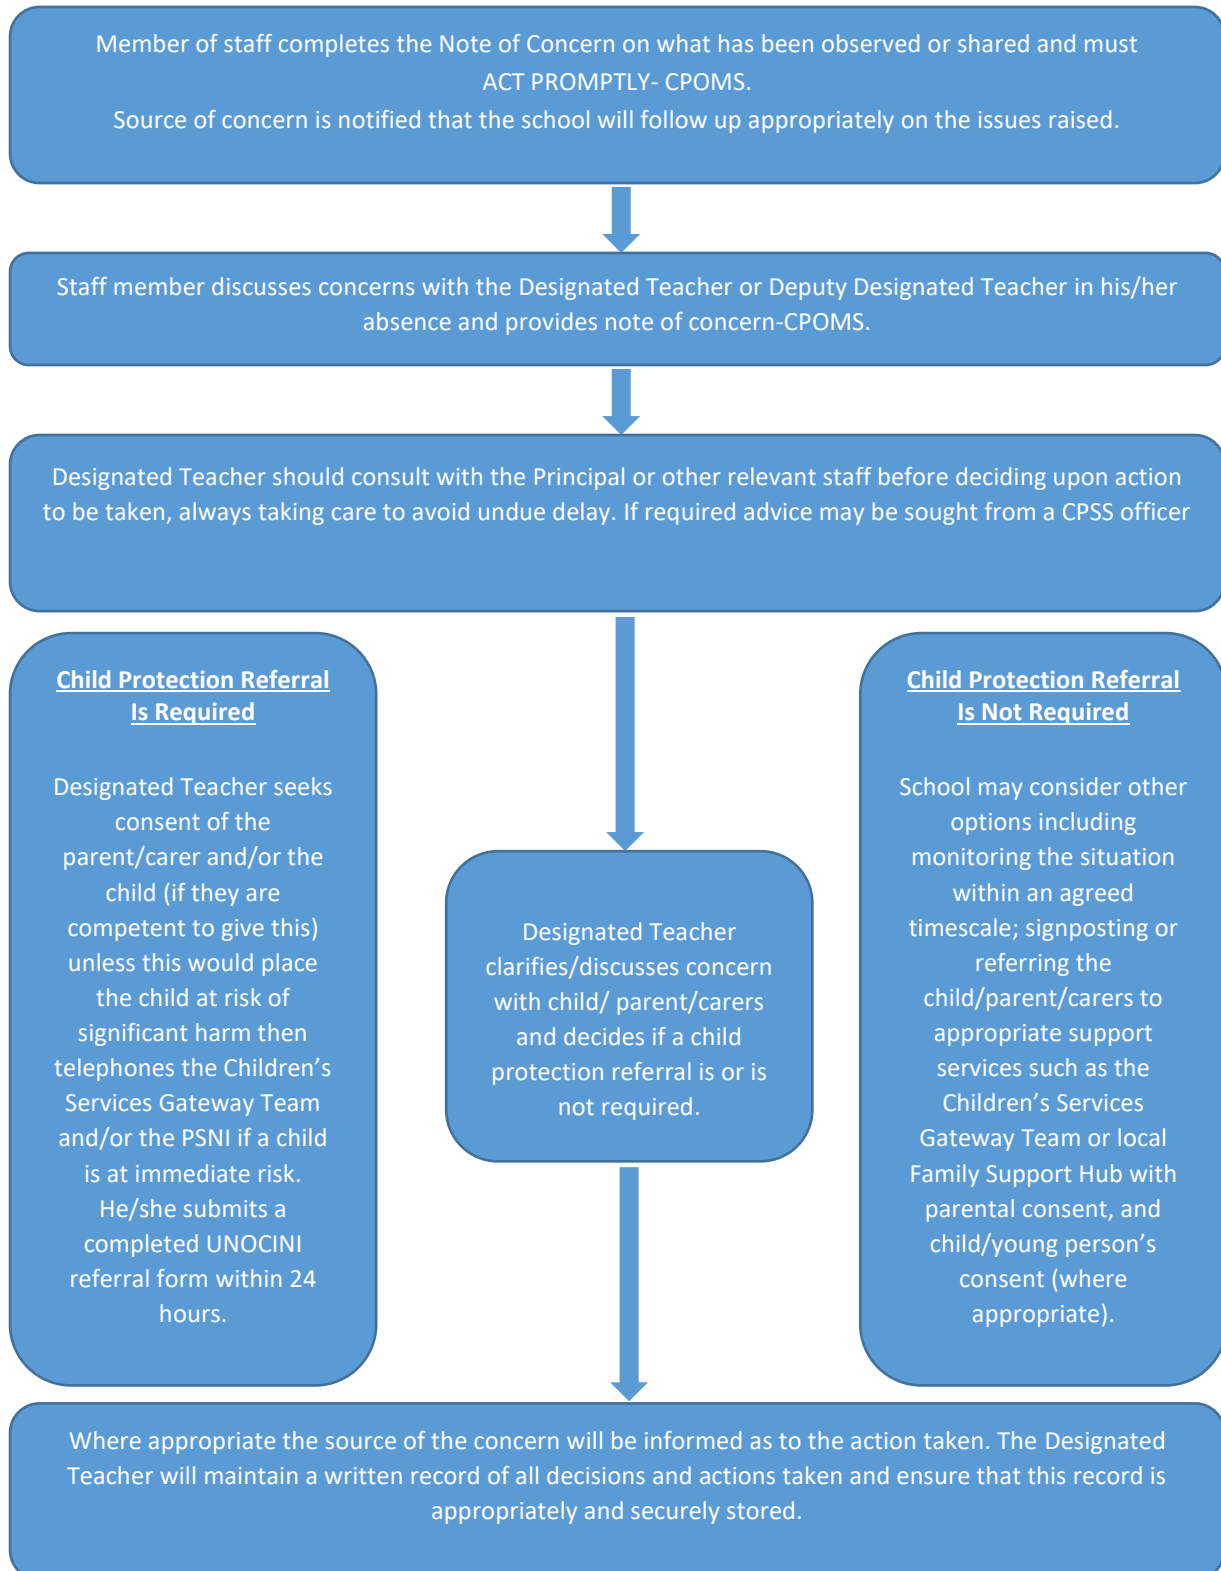 Member of staff completes the Note of Concern on what has been observed or shared and must
ACT PROMPTLY- CPOMS.
Source of concern is notified that the school will follow up appropriately on the issues raised.
Staff member discusses concerns with the Designated Teacher or Deputy Designated Teacher in his/her
absence and provides note of concern-CPOMS.
Designated Teacher should consult with the Principal or other relevant staff before deciding upon action
to be taken, always taking care to avoid undue delay. If required advice may be sought from a CPSS officer
Child Protection Referral
Is Required
Designated Teacher seeks
consent of the
parent/carer and/or the
child (if they are
competent to give this)
unless this would place
the child at risk of
significant harm then
telephones the Children’s
Services Gateway Team
and/or the PSNI if a child
is at immediate risk.
He/she submits a
completed UNOCINI
referral form within 24
hours.
Designated Teacher
clarifies/discusses concern
with child/ parent/carers
and decides if a child
protection referral is or is
not required.
Child Protection Referral
Is Not Required
School may consider other
options including
monitoring the situation
within an agreed
timescale; signposting or
referring the
child/parent/carers to
appropriate support
services such as the
Children’s Services
Gateway Team or local
Family Support Hub with
parental consent, and
child/young person’s
consent (where
appropriate).
Where appropriate the source of the concern will be informed as to the action taken. The Designated
Teacher will maintain a written record of all decisions and actions taken and ensure that this record is
appropriately and securely stored.